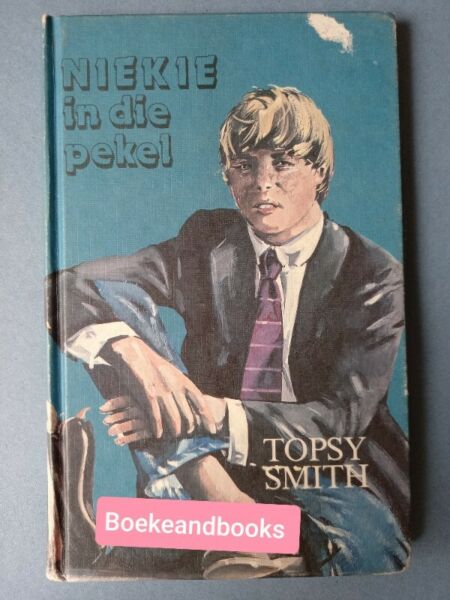 NIEKIE
in die
pekel
TOPSY
SMITH
Boekeandbooks